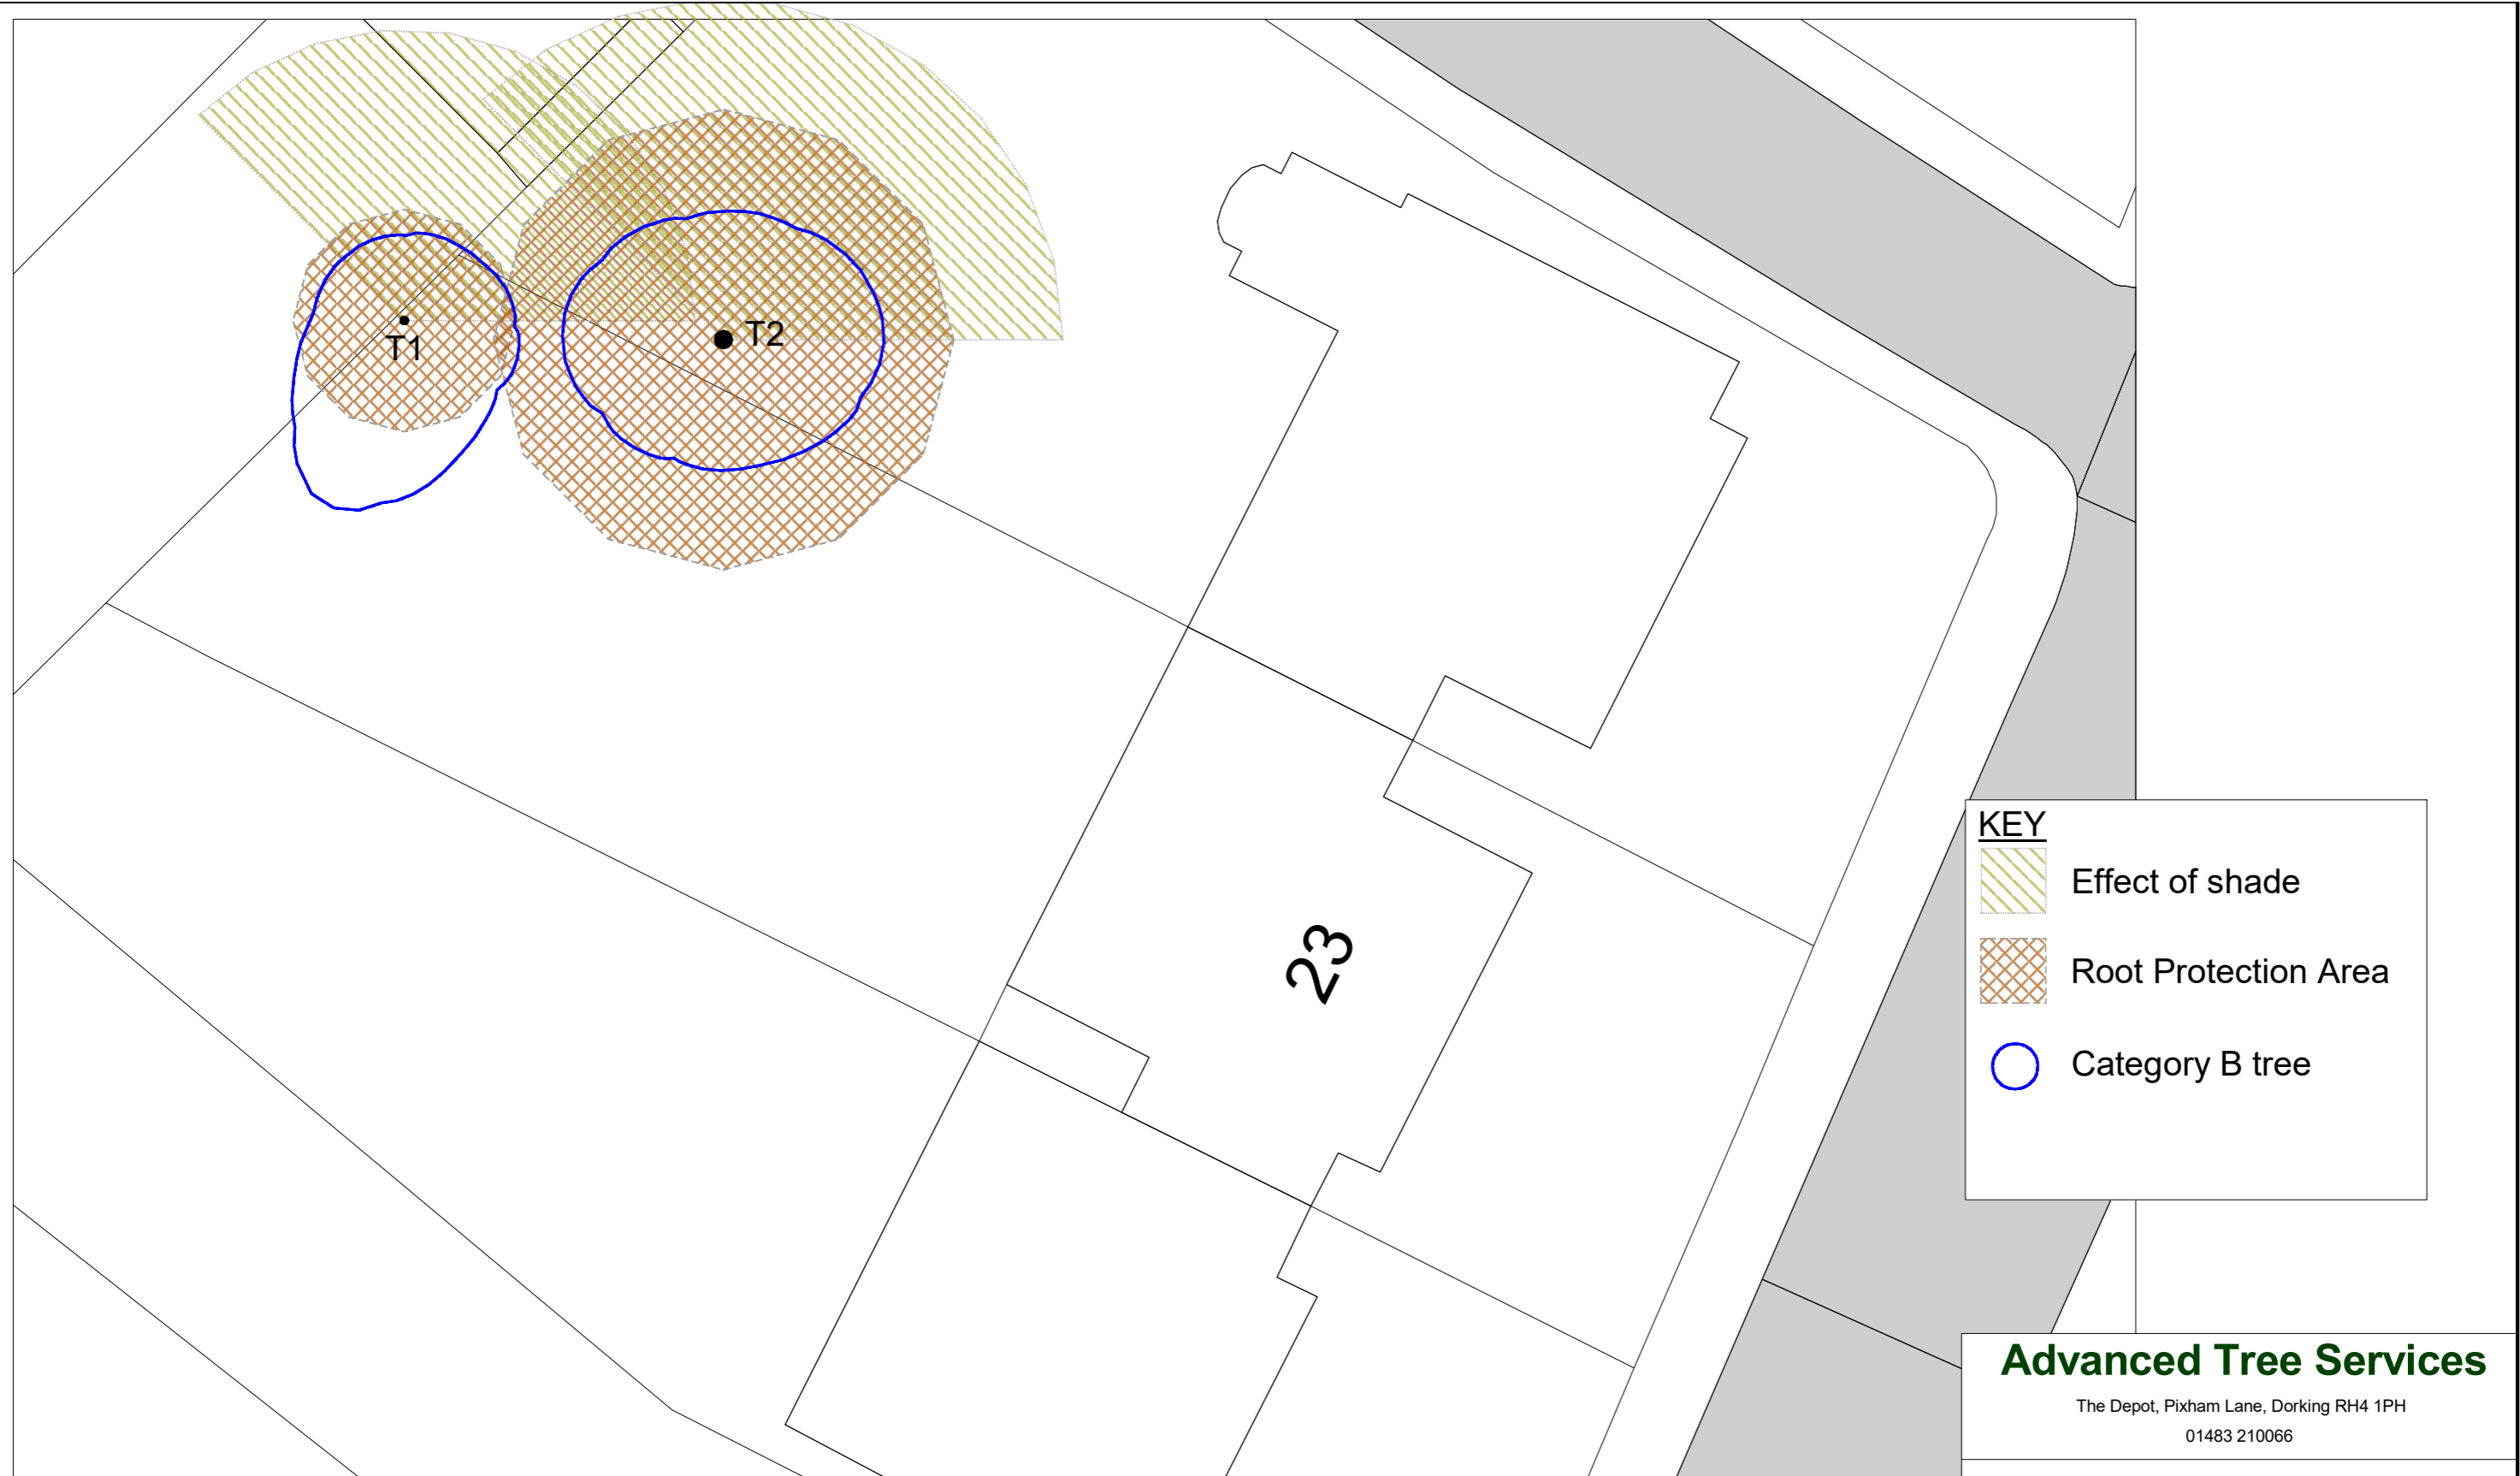 T1
T2
23
KEY
Effect of shade
Root Protection Area
Category B tree
Advanced Tree Services
The Depot, Pixham Lane, Dorking RH4 1PH
01483 210066